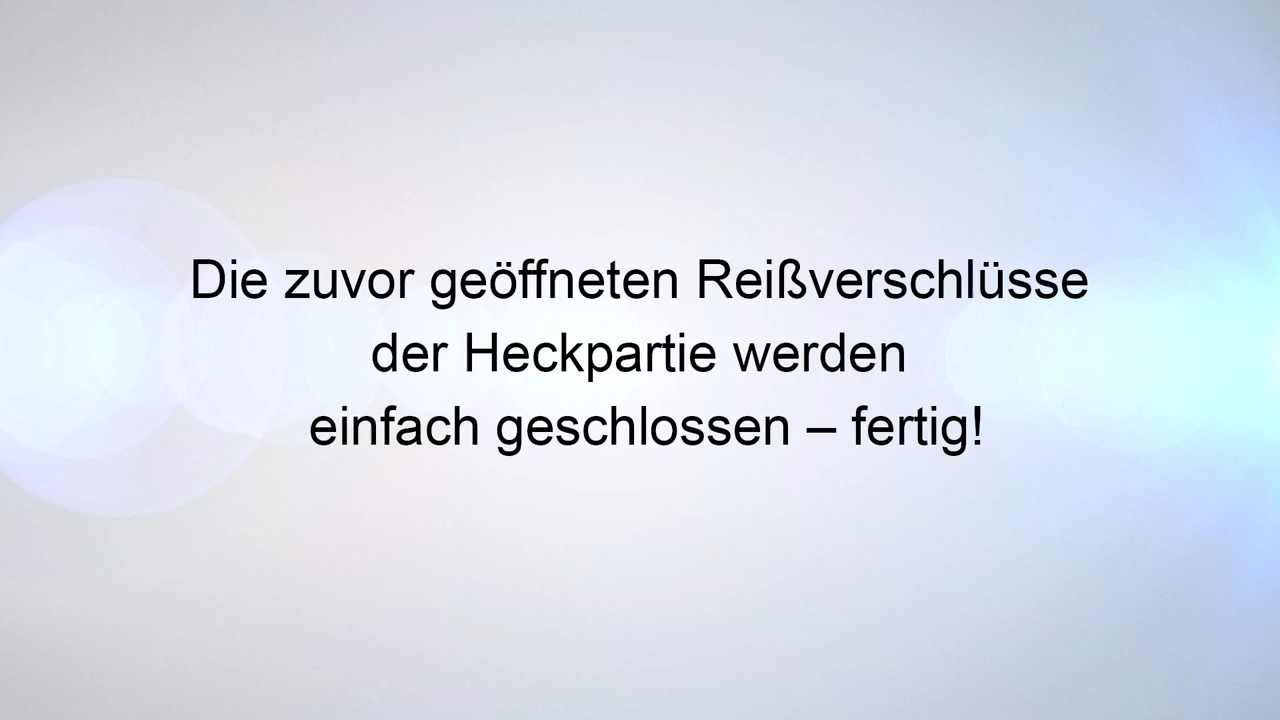 Die zuvor geöffneten Reißverschlüsse
der Heckpartie werden
einfach geschlossen – fertig!